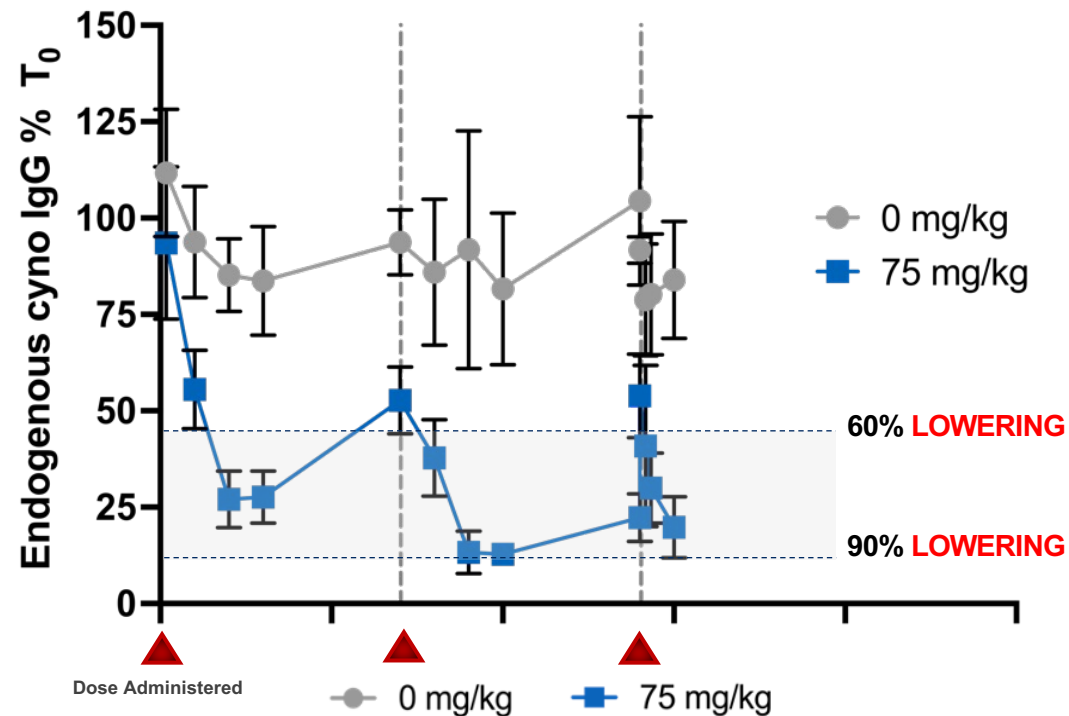 Endogenous cyno IgG % T0
150
125
100
75
50
25
0
0 mg/kg
75 mg/kg
60% LOWERING
90% LOWERING
Dose Administered
0 mg/kg
75 mg/kg